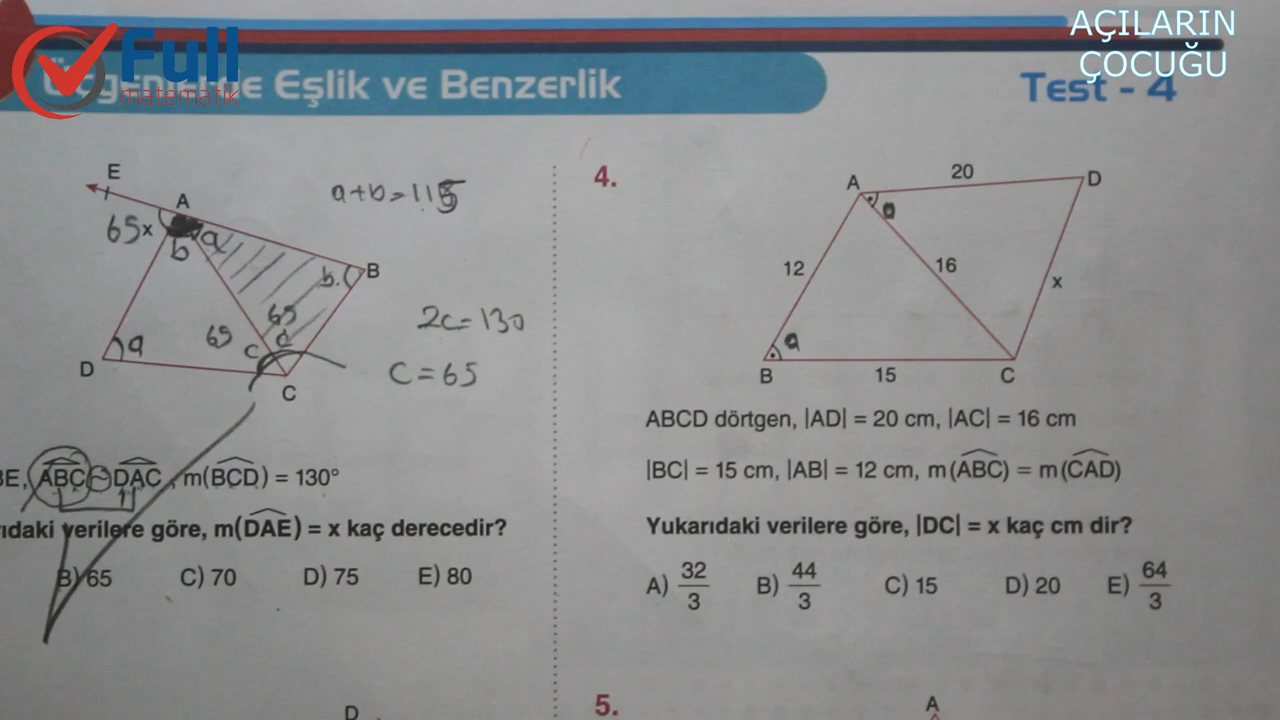 AÇILARIN
ÇOCUĞU
Full
matematik
Üçgenlerde Eşlik ve Benzerlik
Test - 4
E
A
65 x
b
a
a+b=115
b
B
65
65
c
c
D
a
C
2c=130
C=65
BE, ABC ~ DAC, m(BCD) = 130°
verilere göre, m(DAE) = x kaç derecedir?
B) 65 C) 70 D) 75 E) 80
D
4.
A
20
D
a
12
16
x
a
B
15
C
ABCD dörtgen, |AD| = 20 cm, |AC| = 16 cm
|BC| = 15 cm, |AB| = 12 cm, m(ABC) = m(CAD)
Yukarıdaki verilere göre, |DC| = x kaç cm dir?
A) 32/3 B) 44/3 C) 15 D) 20 E) 64/3
5.
A